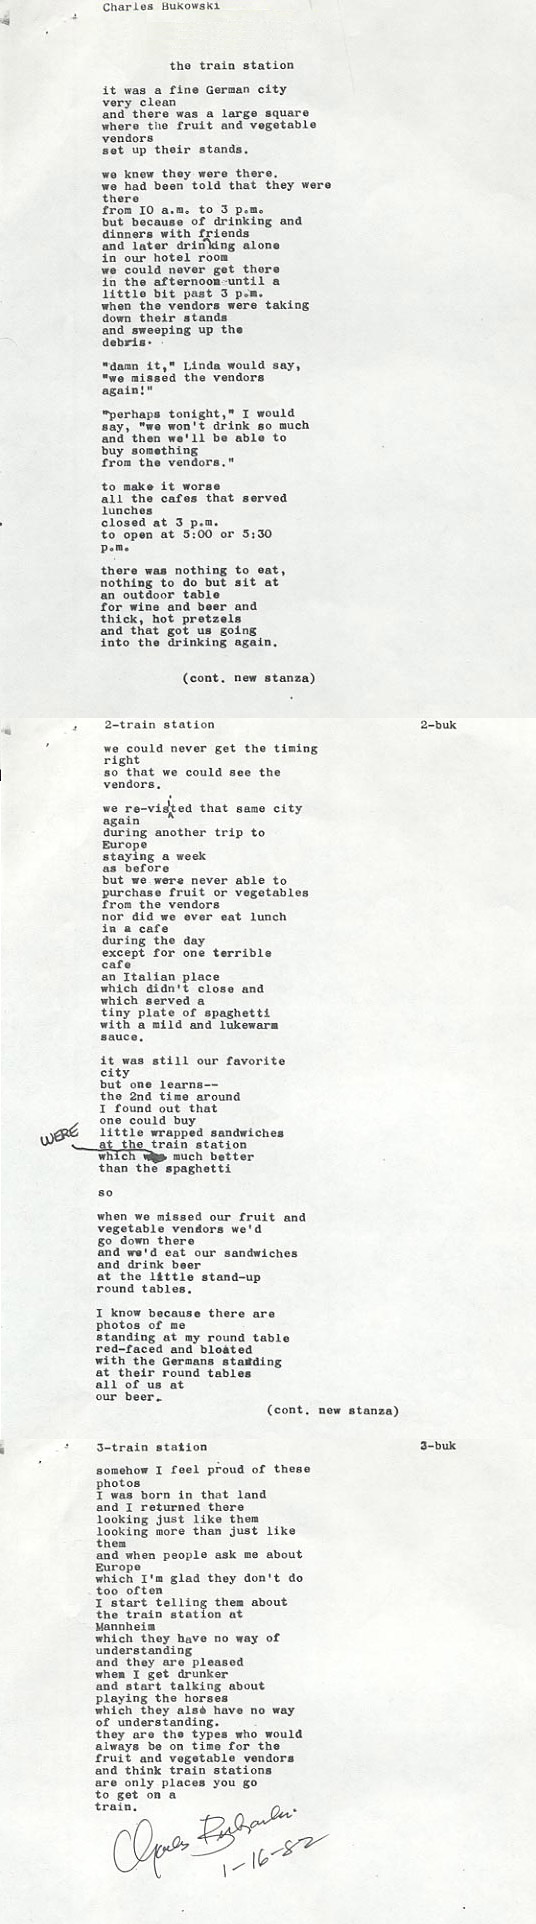 Charles Bukowski
the train station
it was a fine German city
very clean
and there was a large square
where the fruit and vegetable
vendors
set up their stands.
we knew they were there.
we had been told that they were
there
from IO a.m. to 3 p.m.
but because of drinking and
dinners with friends
and later drinking alone
in our hotel room
we could never get there
in the afternoon until a
little bit past 3 p.m.
when the vendors were taking
down their stands
and sweeping up the
debris.
"damn it," Linda would say,
"we missed the vendors
again!"
"perhaps tonight," I would
say, "we won't drink so much
and then we'll be able to
buy something
from the vendors."
to make it worse
all the cafes that served
lunches
closed at 3 p.m.
to open at 5:00 or 5:30
p.m.
there was nothing to eat,
nothing to do but sit at
an outdoor table
for wine and beer and
thick, hot pretzels
and that got us going
into the drinking again.
(cont. new stanza)
2-train station 2-buk
we could never get the timing
right
so that we could see the
vendors.
we re-visited that same city
again
during another trip to
Europe
staying a week
as before
but we were never able to
purchase fruit or vegetables
from the vendors
nor did we ever eat lunch
in a cafe
during the day
except for one terrible
cafe
an Italian place
which didn't close and
which served a
tiny plate of spaghetti
with a mild and lukewarm
sauce.
it was still our favorite
city
but one learns--
the 2nd time around
I found out that
one could buy
little wrapped sandwiches
at the train station
which WERE much better
than the spaghetti
so
when we missed our fruit and
vegetable vendors we'd
go down there
and we'd eat our sandwiches
and drink beer
at the little stand-up
round tables.
I know because there are
photos of me
standing at my round table
red-faced and bloated
with the Germans standing
at their round tables
all of us at
our beer.
(cont. new stanza)
3-train station 3-buk
somehow I feel proud of these
photos
I was born in that land
and I returned there
looking just like them
looking more than just like
them
and when people ask me about
Europe
which I'm glad they don't do
too often
I start telling them about
the train station at
Mannheim
which they have no way of
understanding
and they are pleased
when I get drunker
and start talking about
playing the horses
which they also have no way
of understanding.
they are the types who would
always be on time for the
fruit and vegetable vendors
and think train stations
are only places you go
to get on a
train.
Charles Bukowski
1-16-82